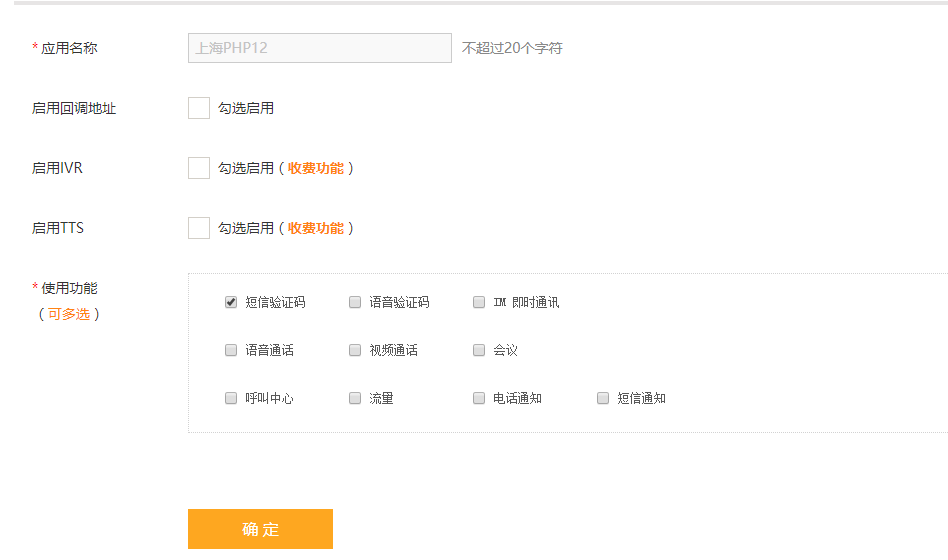 * 应用名称 上海PHP12 不超过20个字符
启用回调地址 勾选启用
启用IVR 勾选启用 ( 收费功能 )
启用TTS 勾选启用 ( 收费功能 )
* 使用功能
( 可多选 )
短信验证码 语音验证码 IM 即时通讯
语音通话 视频通话 会议
呼叫中心 流量 电话通知 短信通知
确 定